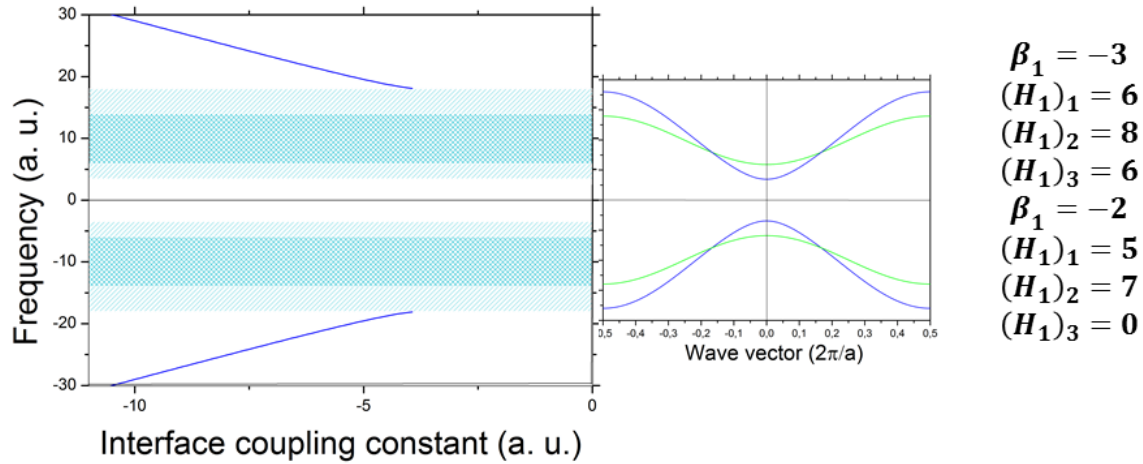 30
20
10
0
-10
-20
-30
-10
-5
0
Frequency (a. u.)
Interface coupling constant (a. u.)
0,5
-0,4
-0,3
-0,2
-0,1
0,0
0,1
0,2
0,3
0,4
0,5
Wave vector (2π/a)
β₁ = −3
(H₁)₁ = 6
(H₁)₂ = 8
(H₁)₃ = 6
β₁ = −2
(H₁)₁ = 5
(H₁)₂ = 7
(H₁)₃ = 0